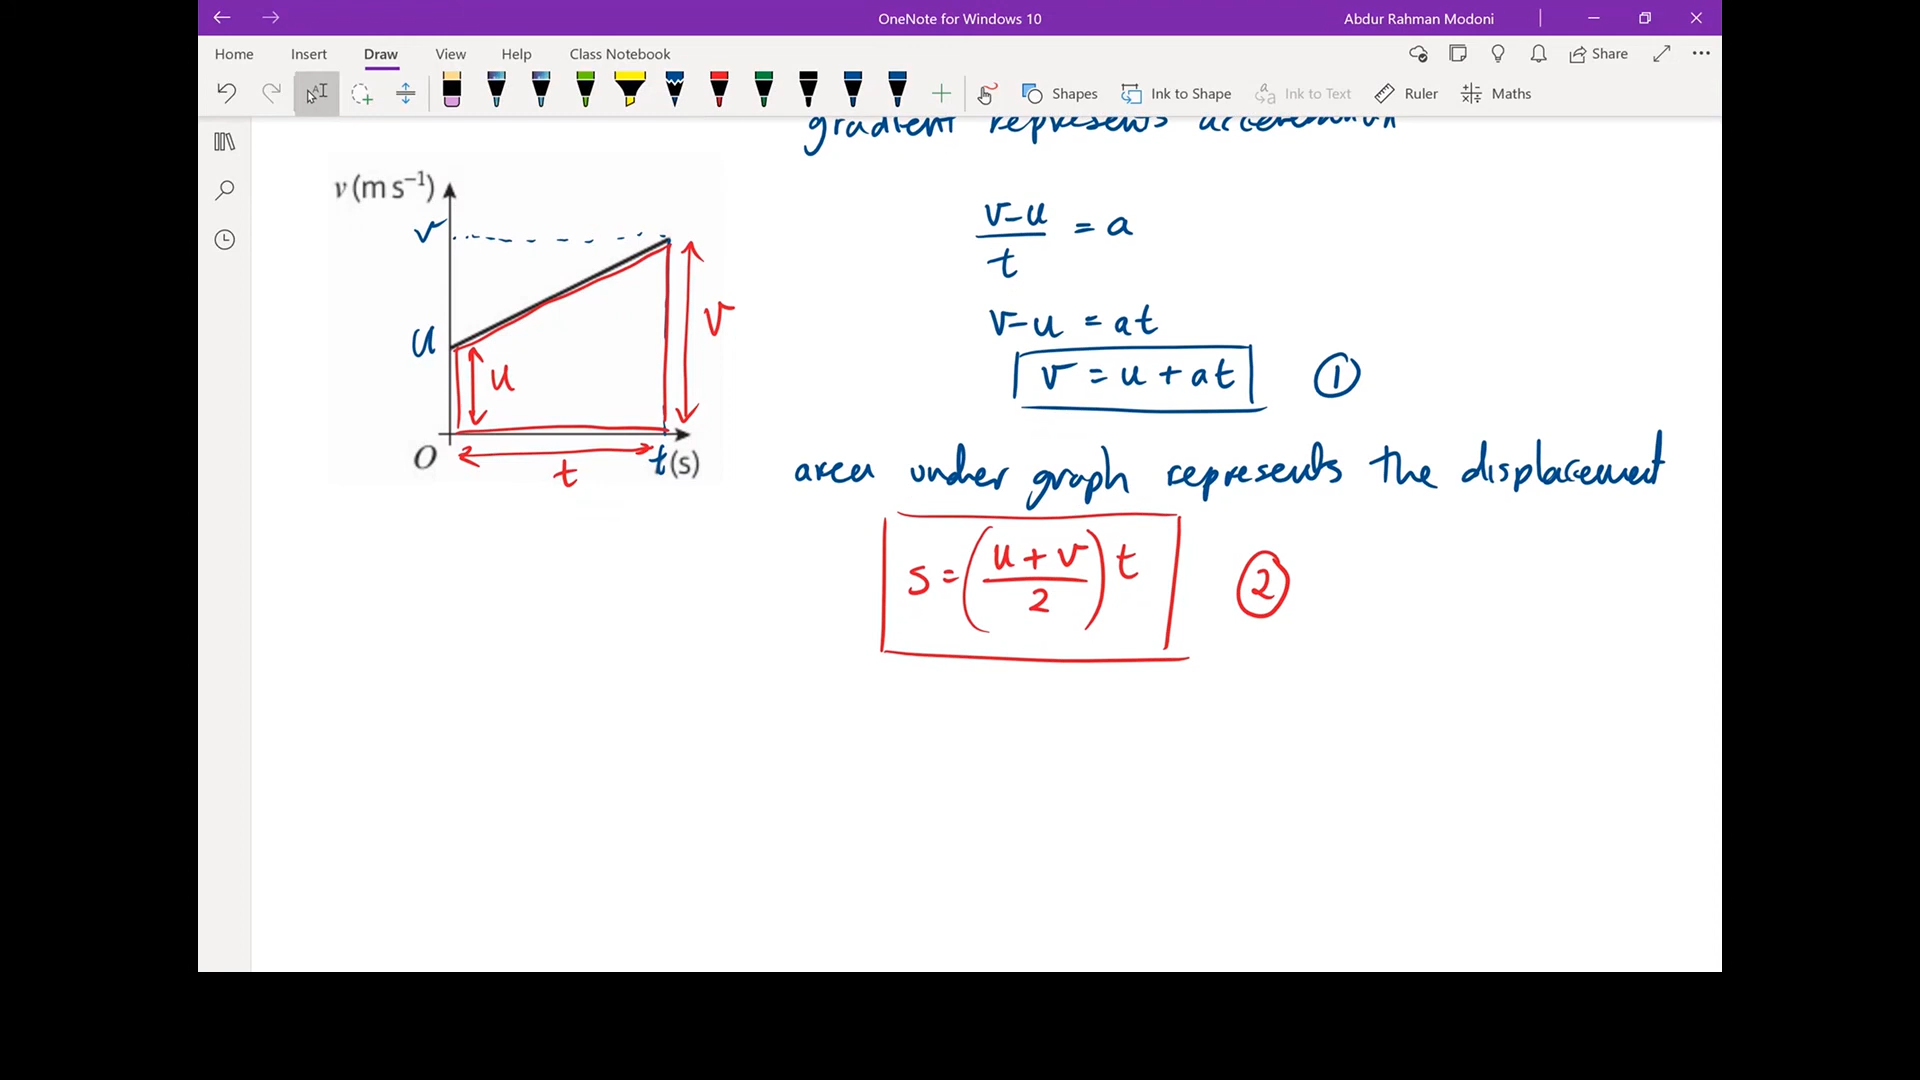 OneNote for Windows 10
Abdur Rahman Modoni
Home Insert Draw View Help Class Notebook
Share
Shapes Ink to Shape Ink to Text Ruler Maths
gradient represents acceleration
v (m s⁻¹)
v
u
u
v
O
t
t (s)
v-u
t
= a
v-u = at
v = u + at
①
area under graph represents the displacement
s = (u + v / 2) t
②